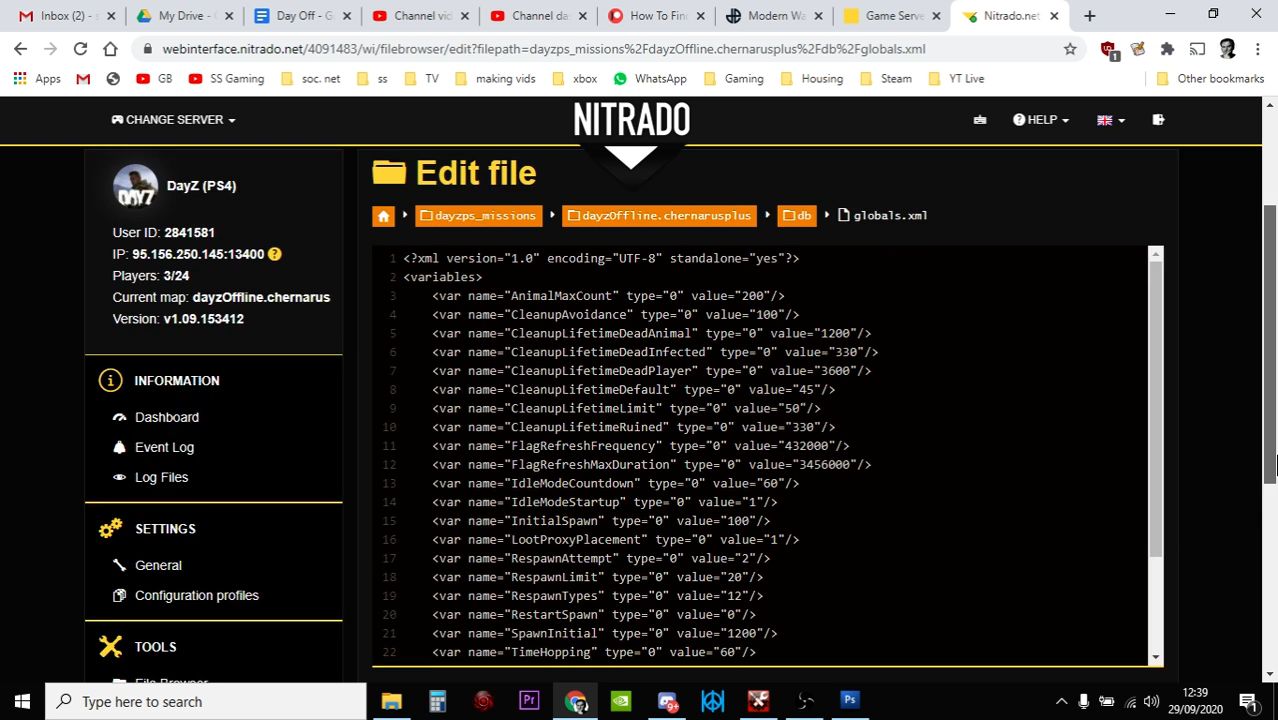 Inbox (2) - s
My Drive - G
Day Off - G
Channel vid
Channel das
How To Find
Modern Wa
Game Serve
Nitrado.net
webinterface.nitrado.net/4091483/wi/filebrowser/edit?filepath=dayzps_missions%2FdayzOffline.chernarusplus%2Fdb%2Fglobals.xml
Apps GB SS Gaming soc. net ss TV making vids xbox WhatsApp Gaming Housing Steam YT Live Other bookmarks
CHANGE SERVER NITRADO HELP
DayZ (PS4)
DAYZ
User ID: 2841581
IP: 95.156.250.145:13400
Players: 3/24
Current map: dayzOffline.chernarus
Version: v1.09.153412
INFORMATION
Dashboard
Event Log
Log Files
SETTINGS
General
Configuration profiles
TOOLS
Edit file
dayzps_missions dayzOffline.chernarusplus db globals.xml
1 <?xml version="1.0" encoding="UTF-8" standalone="yes"?>
2 <variables>
3 <var name="AnimalMaxCount" type="0" value="200"/>
4 <var name="CleanupAvoidance" type="0" value="100"/>
5 <var name="CleanupLifetimeDeadAnimal" type="0" value="1200"/>
6 <var name="CleanupLifetimeDeadInfected" type="0" value="330"/>
7 <var name="CleanupLifetimeDeadPlayer" type="0" value="3600"/>
8 <var name="CleanupLifetimeDefault" type="0" value="45"/>
9 <var name="CleanupLifetimeLimit" type="0" value="50"/>
10 <var name="CleanupLifetimeRuined" type="0" value="330"/>
11 <var name="FlagRefreshFrequency" type="0" value="432000"/>
12 <var name="FlagRefreshMaxDuration" type="0" value="3456000"/>
13 <var name="IdleModeCountdown" type="0" value="60"/>
14 <var name="IdleModeStartup" type="0" value="1"/>
15 <var name="InitialSpawn" type="0" value="100"/>
16 <var name="LootProxyPlacement" type="0" value="1"/>
17 <var name="RespawnAttempt" type="0" value="2"/>
18 <var name="RespawnLimit" type="0" value="20"/>
19 <var name="RespawnTypes" type="0" value="12"/>
20 <var name="RestartSpawn" type="0" value="0"/>
21 <var name="SpawnInitial" type="0" value="1200"/>
22 <var name="TimeHopping" type="0" value="60"/>
Type here to search
12:39
29/09/2020